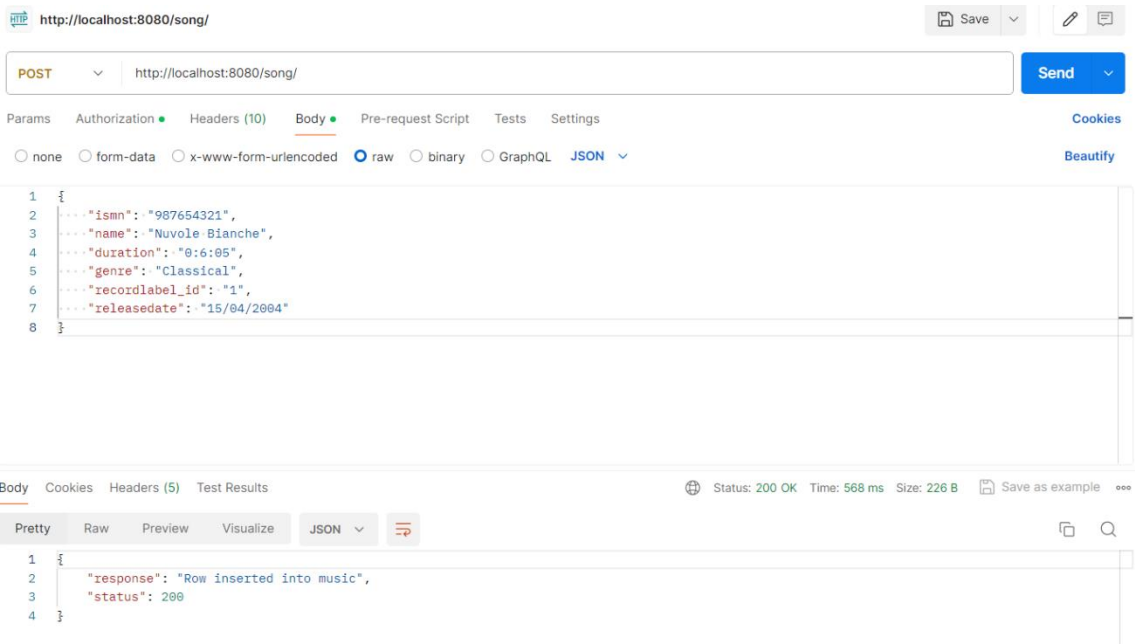 HTTP http://localhost:8080/song/ Save
POST http://localhost:8080/song/ Send
Params Authorization Headers (10) Body Pre-request Script Tests Settings Cookies
none form-data x-www-form-urlencoded raw binary GraphQL JSON Beautify
1 {
2 "ismn": "987654321",
3 "name": "Nuvole Bianche",
4 "duration": "0:6:05",
5 "genre": "Classical",
6 "recordlabel_id": "1",
7 "releasedate": "15/04/2004"
8 }
Body Cookies Headers (5) Test Results Status: 200 OK Time: 568 ms Size: 226 B Save as example
Pretty Raw Preview Visualize JSON
1 {
2 "response": "Row inserted into music",
3 "status": 200
4 }